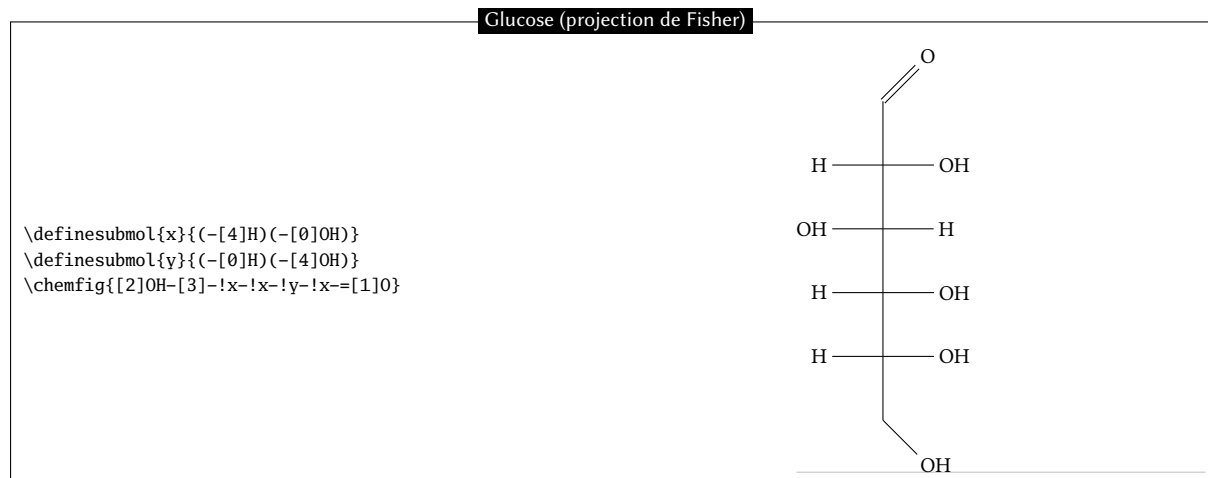 Glucose (projection de Fisher)
\definesubmol{x}{(-[4]H)(-[0]OH)}
\definesubmol{y}{(-[0]H)(-[4]OH)}
\chemfig{[2]OH-[3]-!x-!x-!y-!x-=[1]O}
O
H OH
OH H
H OH
H OH
OH